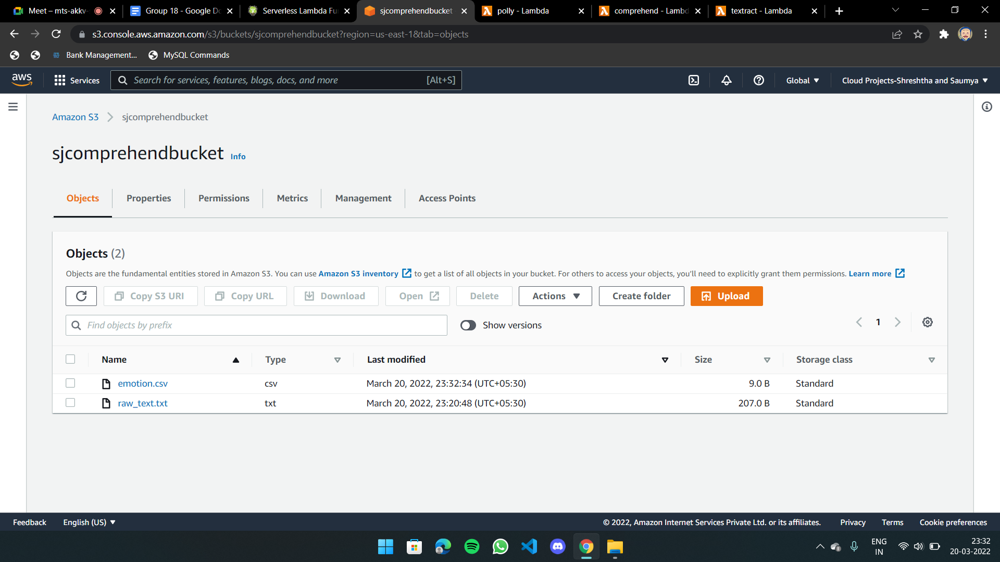 Meet – mts-akkv-
Group 18 - Google Do
Serverless Lambda Fu
sjcomprehendbucket
polly - Lambda
comprehend - Lambd
textract - Lambda
s3.console.aws.amazon.com/s3/buckets/sjcomprehendbucket?region=us-east-1&tab=objects
Bank Management... MySQL Commands
aws Services Search for services, features, blogs, docs, and more [Alt+S] Global Cloud Projects-Shreshtha and Saumya
Amazon S3 sjcomprehendbucket
sjcomprehendbucket Info
Objects Properties Permissions Metrics Management Access Points
Objects (2)
Objects are the fundamental entities stored in Amazon S3. You can use Amazon S3 inventory to get a list of all objects in your bucket. For others to access your objects, you'll need to explicitly grant them permissions. Learn more
Copy S3 URI Copy URL Download Open Delete Actions Create folder Upload
Find objects by prefix Show versions 1
Name Type Last modified Size Storage class
emotion.csv csv March 20, 2022, 23:32:34 (UTC+05:30) 9.0 B Standard
raw_text.txt txt March 20, 2022, 23:20:48 (UTC+05:30) 207.0 B Standard
Feedback English (US) © 2022, Amazon Internet Services Private Ltd. or its affiliates. Privacy Terms Cookie preferences
ENG 23:32
IN 20-03-2022